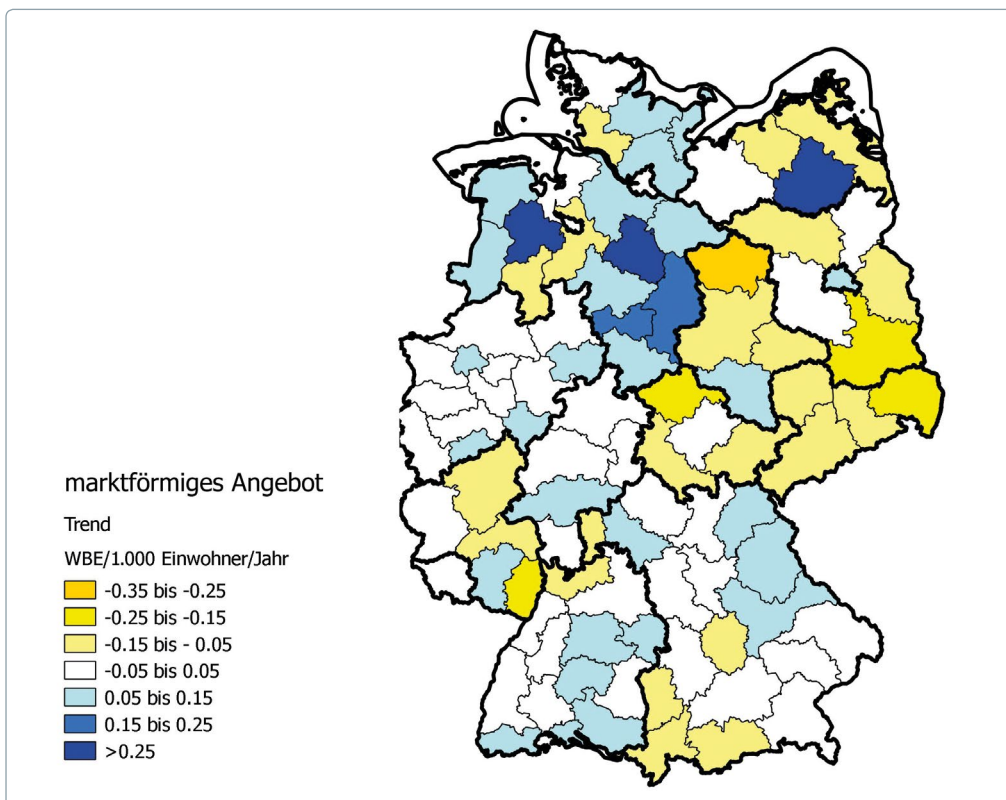 marktförmiges Angebot
Trend
WBE/1.000 Einwohner/Jahr
-0.35 bis -0.25
-0.25 bis -0.15
-0.15 bis - 0.05
-0.05 bis 0.05
0.05 bis 0.15
0.15 bis 0.25
>0.25